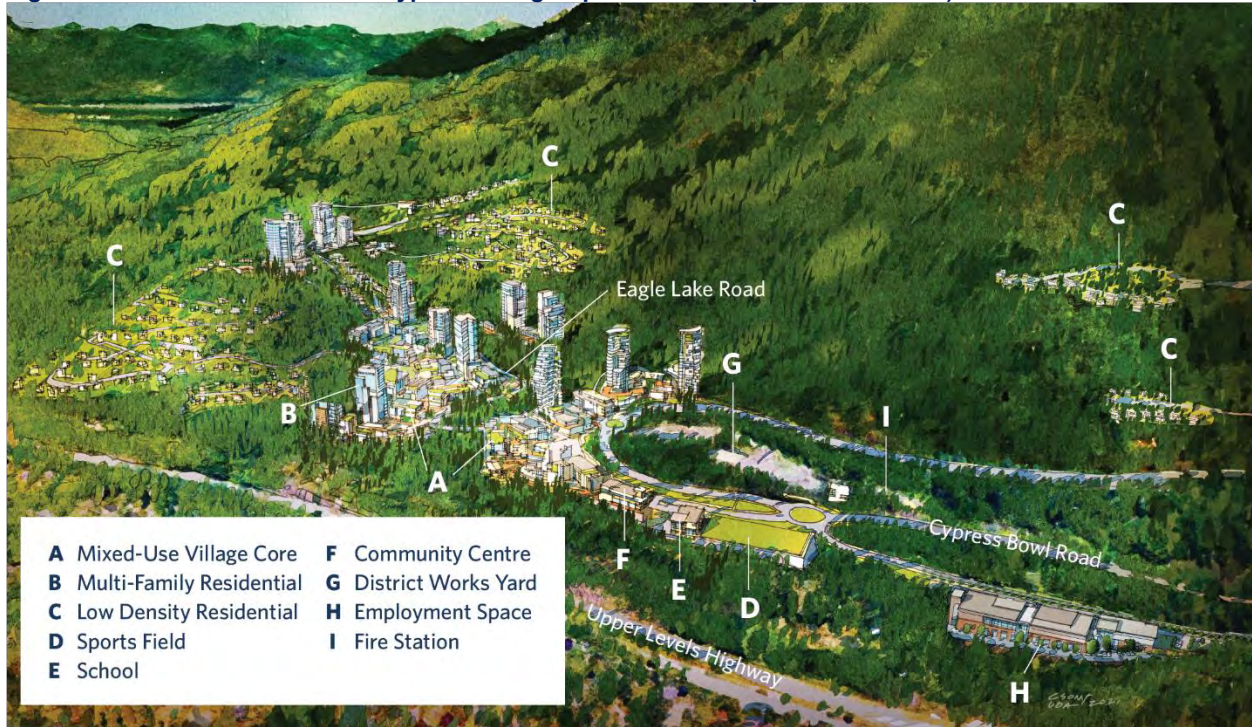 C
C
C
Eagle Lake Road
G
C
B
I
A
Cypress Bowl Road
F
E
D
Upper Levels Highway
H
A Mixed-Use Village Core
B Multi-Family Residential
C Low Density Residential
D Sports Field
E School
F Community Centre
G District Works Yard
H Employment Space
I Fire Station
2021